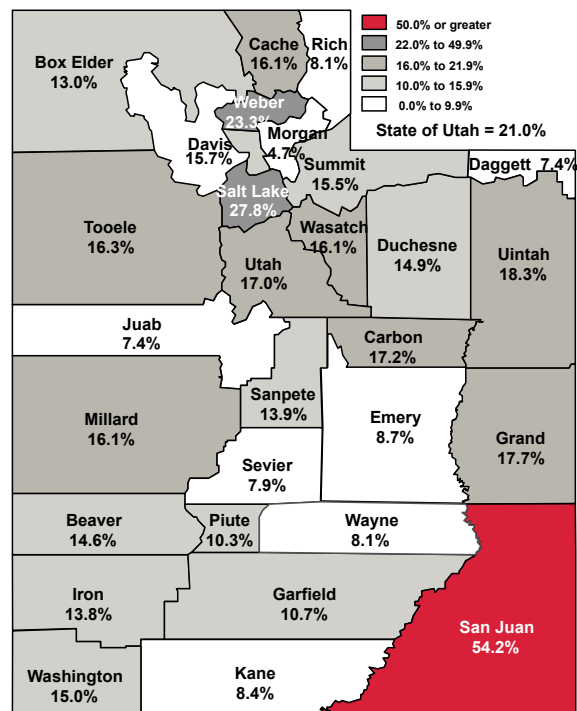 50.0% or greater
22.0% to 49.9%
16.0% to 21.9%
10.0% to 15.9%
0.0% to 9.9%
State of Utah = 21.0%
Box Elder
13.0%
Cache
16.1%
Rich
8.1%
Weber
23.3%
Morgan
4.7%
Davis
15.7%
Summit
15.5%
Daggett 7.4%
Salt Lake
27.8%
Tooele
16.3%
Wasatch
16.1%
Duchesne
14.9%
Uintah
18.3%
Utah
17.0%
Juab
7.4%
Carbon
17.2%
Sanpete
13.9%
Millard
16.1%
Emery
8.7%
Grand
17.7%
Sevier
7.9%
Beaver
14.6%
Piute
10.3%
Wayne
8.1%
Iron
13.8%
Garfield
10.7%
San Juan
54.2%
Washington
15.0%
Kane
8.4%